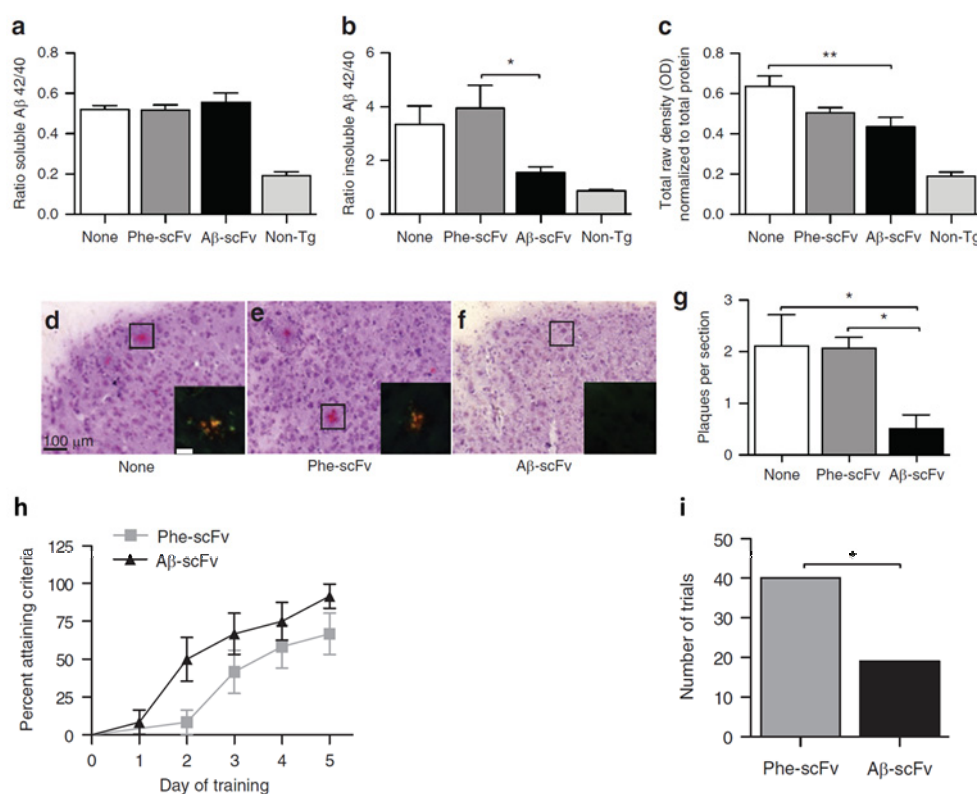 a
Ratio soluble Aβ 42/40
0.8
0.6
0.4
0.2
0.0
None Phe-scFv Aβ-scFv Non-Tg
b
Ratio insoluble Aβ 42/40
6
4
2
0
*
None Phe-scFv Aβ-scFv Non-Tg
c
Total raw density (OD)
normalized to total protein
0.8
0.6
0.4
0.2
0.0
**
None Phe-scFv Aβ-scFv Non-Tg
d
100 µm
None
e
Phe-scFv
f
Aβ-scFv
g
Plaques per section
3
2
1
0
*
*
None Phe-scFv Aβ-scFv
h
Phe-scFv
Aβ-scFv
Percent attaining criteria
125
100
75
50
25
0
0 1 2 3 4 5
Day of training
i
Number of trials
50
40
30
20
10
0
*
Phe-scFv Aβ-scFv